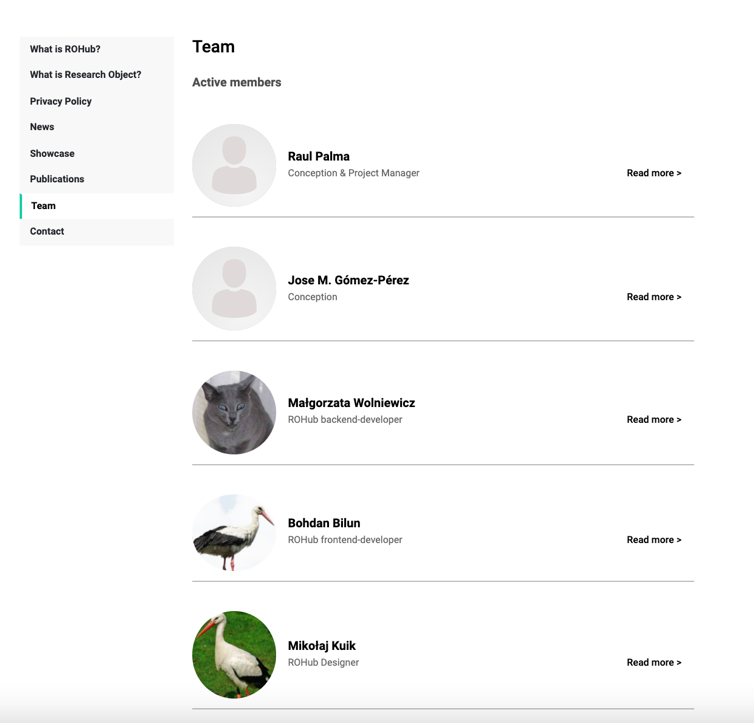 What is ROHub?
What is Research Object?
Privacy Policy
News
Showcase
Publications
Team
Contact
Team
Active members
Raul Palma
Conception & Project Manager
Read more >
Jose M. Gómez-Pérez
Conception
Read more >
Małgorzata Wolniewicz
ROHub backend-developer
Read more >
Bohdan Bilun
ROHub frontend-developer
Read more >
Mikołaj Kuik
ROHub Designer
Read more >